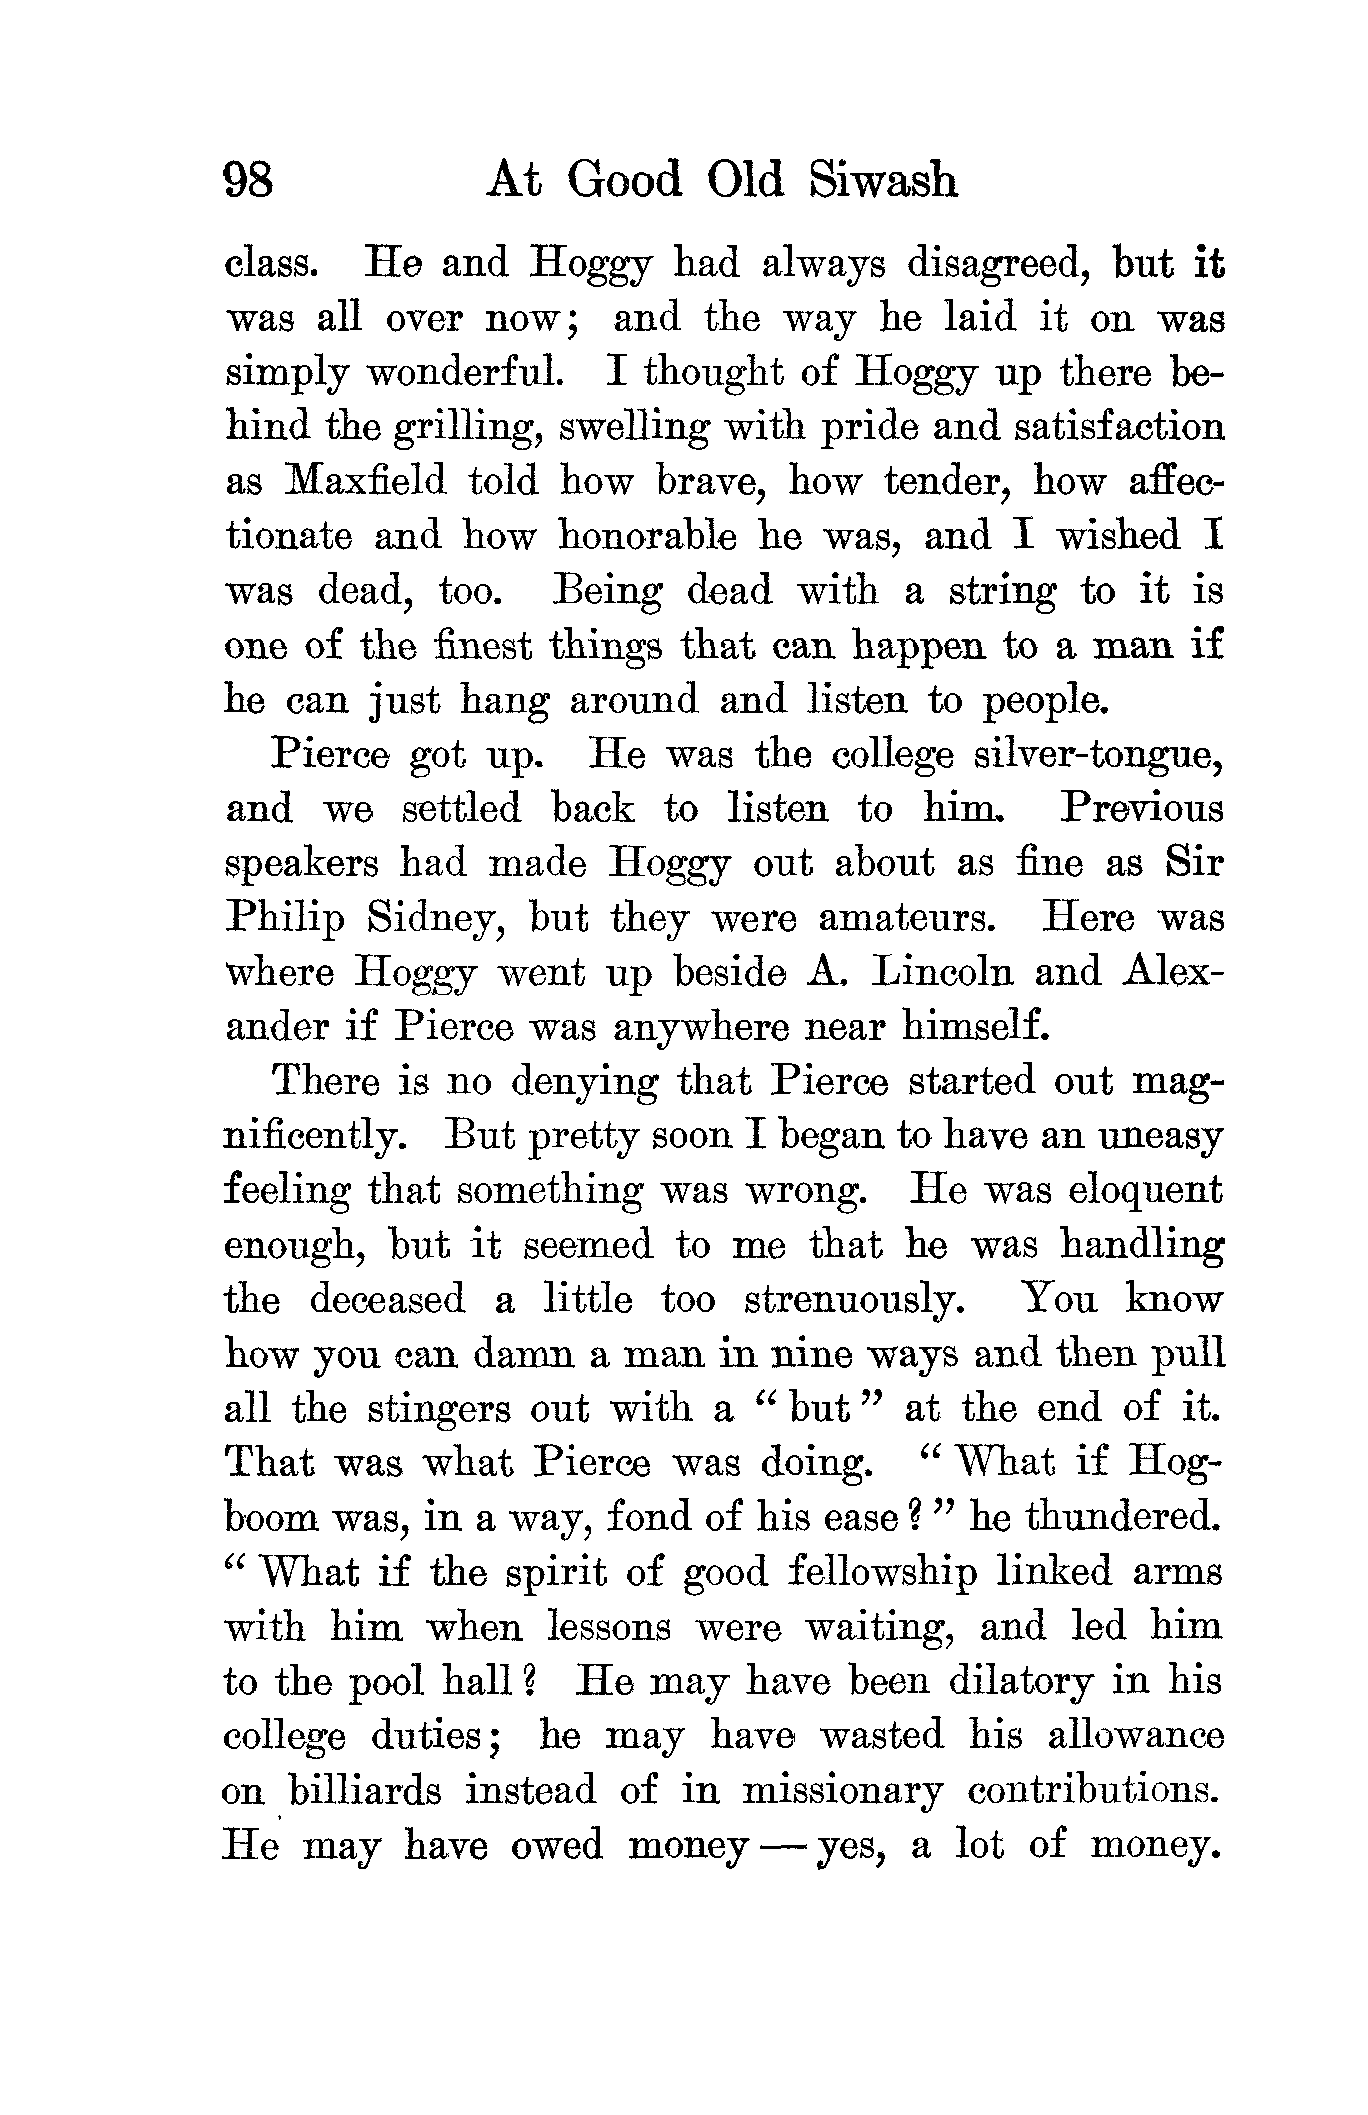 98 At Good Old Siwash
class. He and Hoggy had always disagreed, but it
was all over now; and the way he laid it on was
simply wonderful. I thought of Hoggy up there be-
hind the grilling, swelling with pride and satisfaction
as Maxfield told how brave, how tender, how affec-
tionate and how honorable he was, and I wished I
was dead, too. Being dead with a string to it is
one of the finest things that can happen to a man if
he can just hang around and listen to people.
Pierce got up. He was the college silver-tongue,
and we settled back to listen to him. Previous
speakers had made Hoggy out about as fine as Sir
Philip Sidney, but they were amateurs. Here was
where Hoggy went up beside A. Lincoln and Alex-
ander if Pierce was anywhere near himself.
There is no denying that Pierce started out mag-
nificently. But pretty soon I began to have an uneasy
feeling that something was wrong. He was eloquent
enough, but it seemed to me that he was handling
the deceased a little too strenuously. You know
how you can damn a man in nine ways and then pull
all the stingers out with a “ but ” at the end of it.
That was what Pierce was doing. “ What if Hog-
boom was, in a way, fond of his ease ? ” he thundered.
“ What if the spirit of good fellowship linked arms
with him when lessons were waiting, and led him
to the pool hall ? He may have been dilatory in his
college duties; he may have wasted his allowance
on billiards instead of in missionary contributions.
He may have owed money — yes, a lot of money.